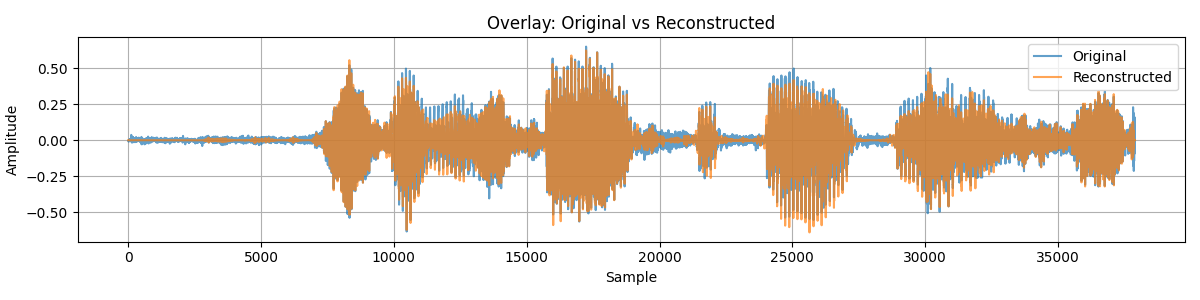 Overlay: Original vs Reconstructed
Original
Reconstructed
Amplitude
0.50
0.25
0.00
−0.25
−0.50
0 5000 10000 15000 20000 25000 30000 35000
Sample